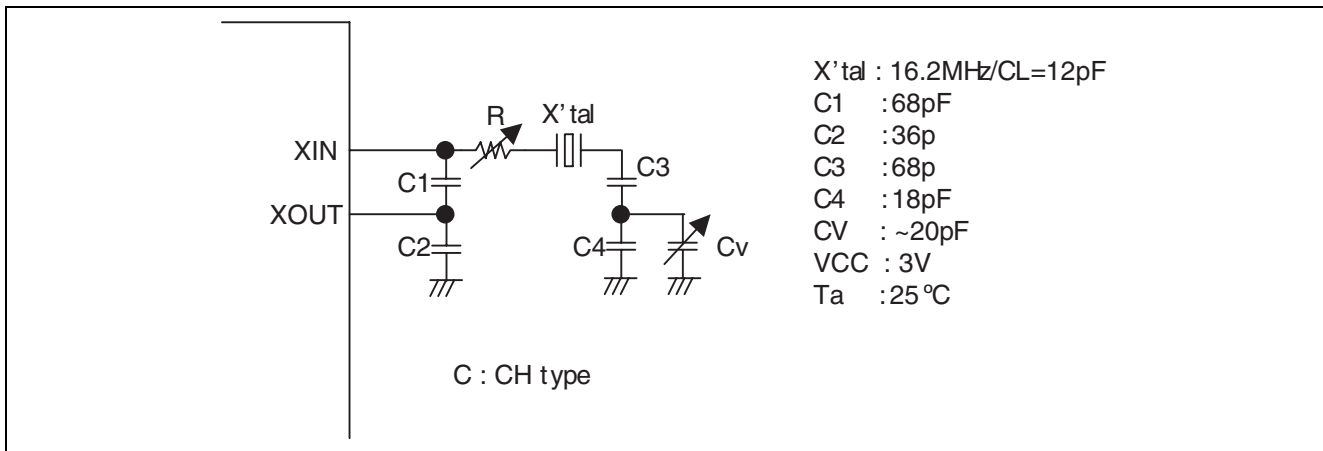 X'tal : 16.2MHz/CL=12pF
C1 :68pF
C2 :36p
C3 :68p
C4 :18pF
CV : ~20pF
VCC : 3V
Ta :25℃
R
X'tal
XIN
C1
C3
XOUT
C2
C4
Cv
C : CH type